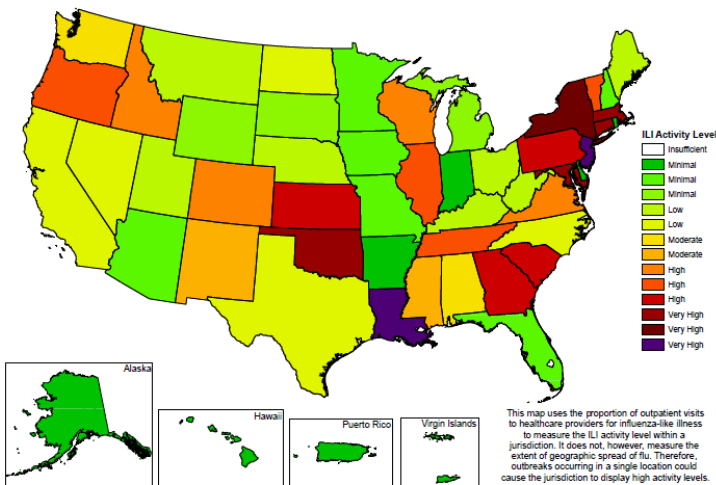 ILI Activity Level
Insufficient
Minimal
Minimal
Minimal
Low
Low
Moderate
Moderate
High
High
High
Very High
Very High
Very High
Alaska
Hawaii
Puerto Rico
Virgin Islands
This map uses the proportion of outpatient visits
to healthcare providers for influenza-like illness
to measure the ILI activity level within a
jurisdiction. It does not, however, measure the
extent of geographic spread of flu. Therefore,
outbreaks occurring in a single location could
cause the jurisdiction to display high activity levels.